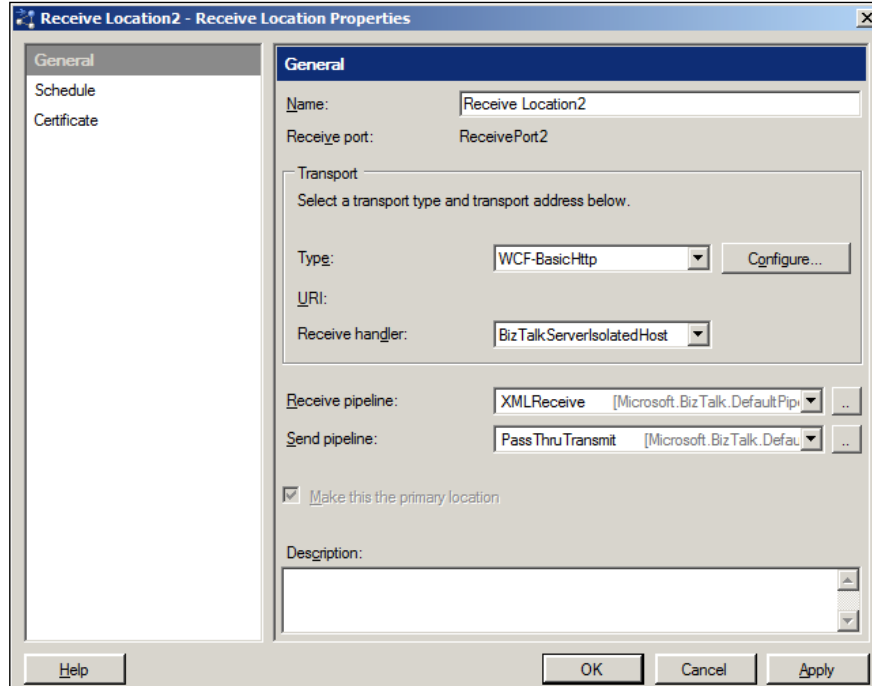 Receive Location2 - Receive Location Properties
General
Schedule
Certificate
General
Name: Receive Location2
Receive port: ReceivePort2
Transport
Select a transport type and transport address below.
Type: WCF-BasicHttp Configure...
URI:
Receive handler: BizTalkServerIsolatedHost
Receive pipeline: XMLReceive [Microsoft.BizTalk.DefaultPip ..
Send pipeline: PassThruTransmit [Microsoft.BizTalk.Defau ..
Make this the primary location
Description:
Help OK Cancel Apply